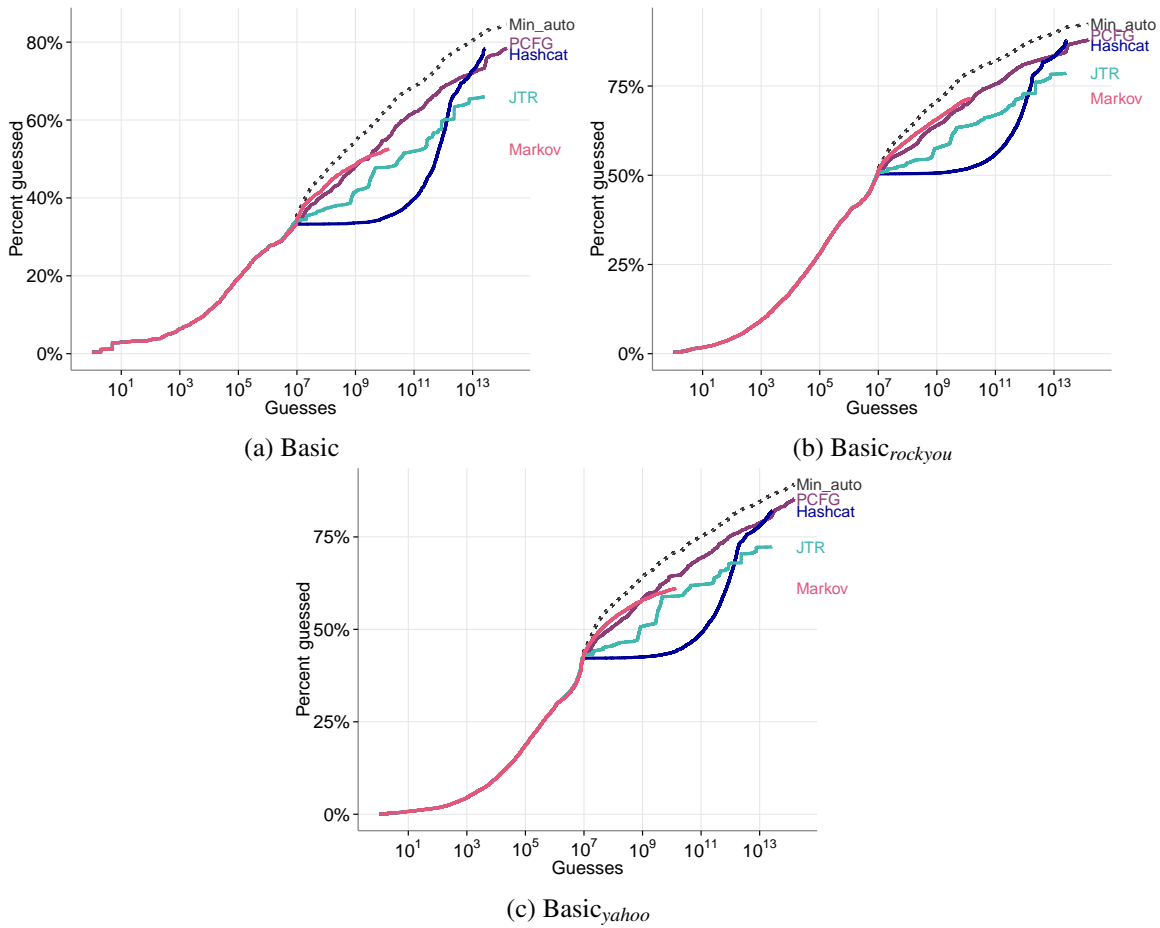 Min_auto
PCFG
Hashcat
JTR
Markov
80%
60%
40%
20%
0%
Percent guessed
10^1 10^3 10^5 10^7 10^9 10^11 10^13
Guesses
(a) Basic
Min_auto
PCFG
Hashcat
JTR
Markov
75%
50%
25%
0%
Percent guessed
10^1 10^3 10^5 10^7 10^9 10^11 10^13
Guesses
(b) Basic_rockyou
Min_auto
PCFG
Hashcat
JTR
Markov
75%
50%
25%
0%
Percent guessed
10^1 10^3 10^5 10^7 10^9 10^11 10^13
Guesses
(c) Basic_yahoo